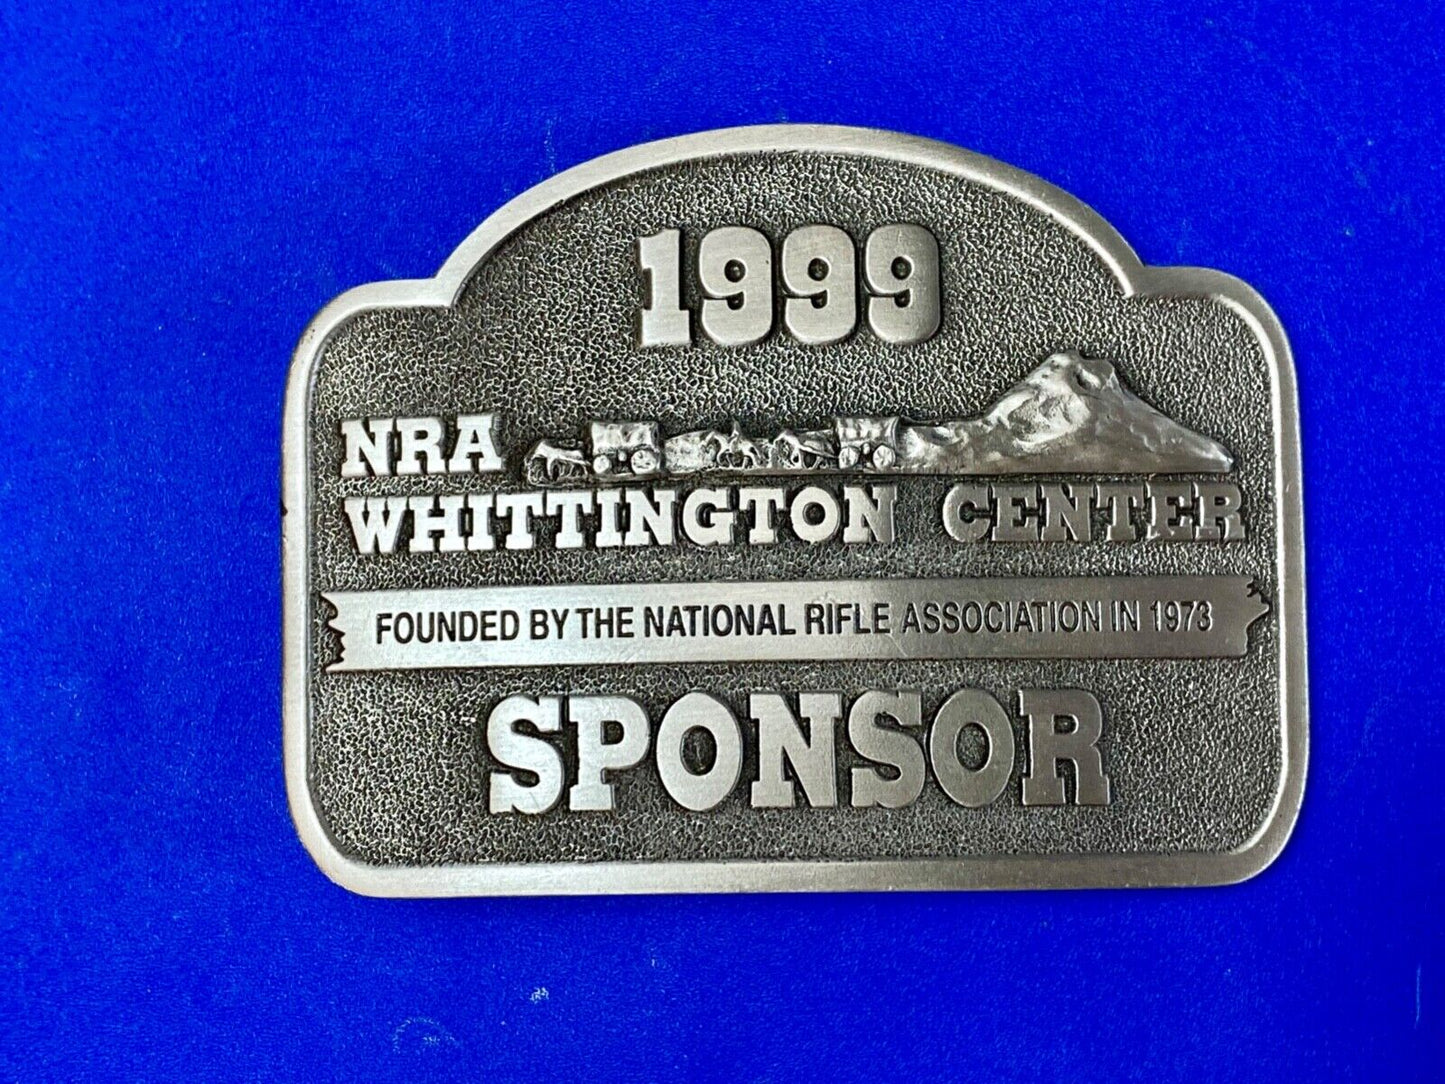 1999
NRA
WHITTINGTON CENTER
FOUNDED BY THE NATIONAL RIFLE ASSOCIATION IN 1973
SPONSOR